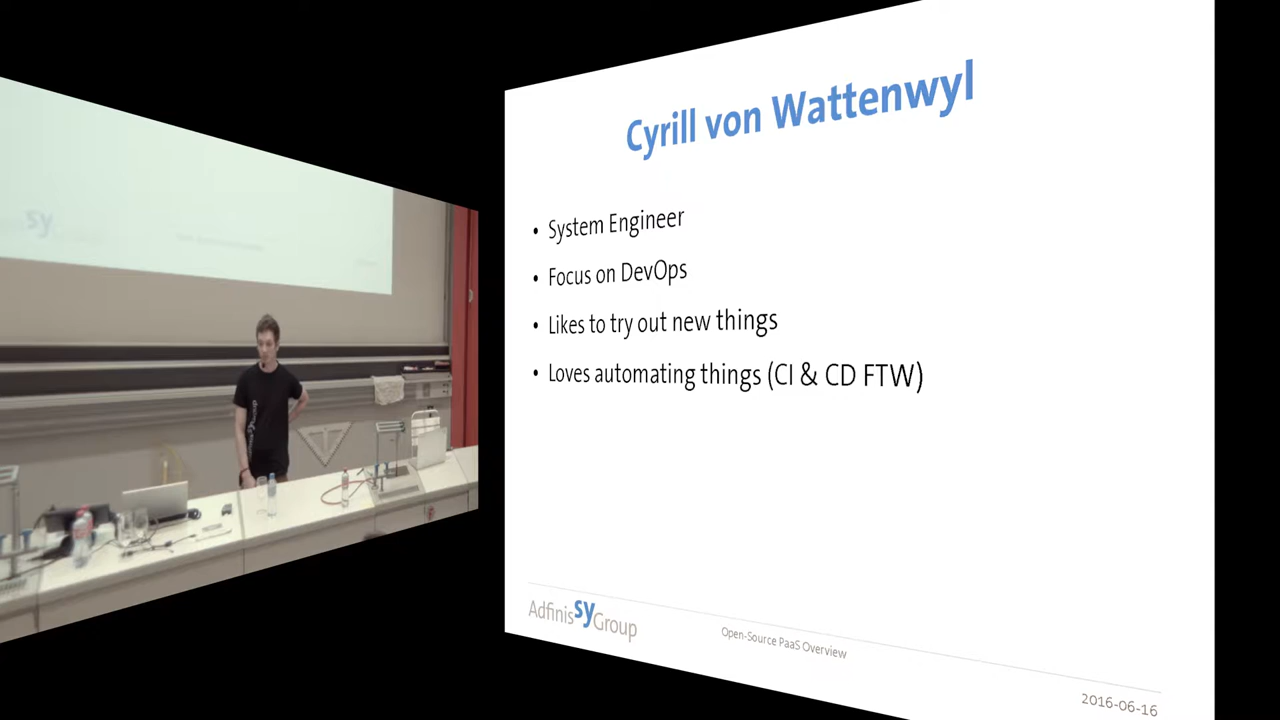 Cyrill von Wattenwyl
• System Engineer
• Focus on DevOps
• Likes to try out new things
• Loves automating things (CI & CD FTW)
AdfinissyGroup
Open-Source PaaS Overview
2016-06-16
sy